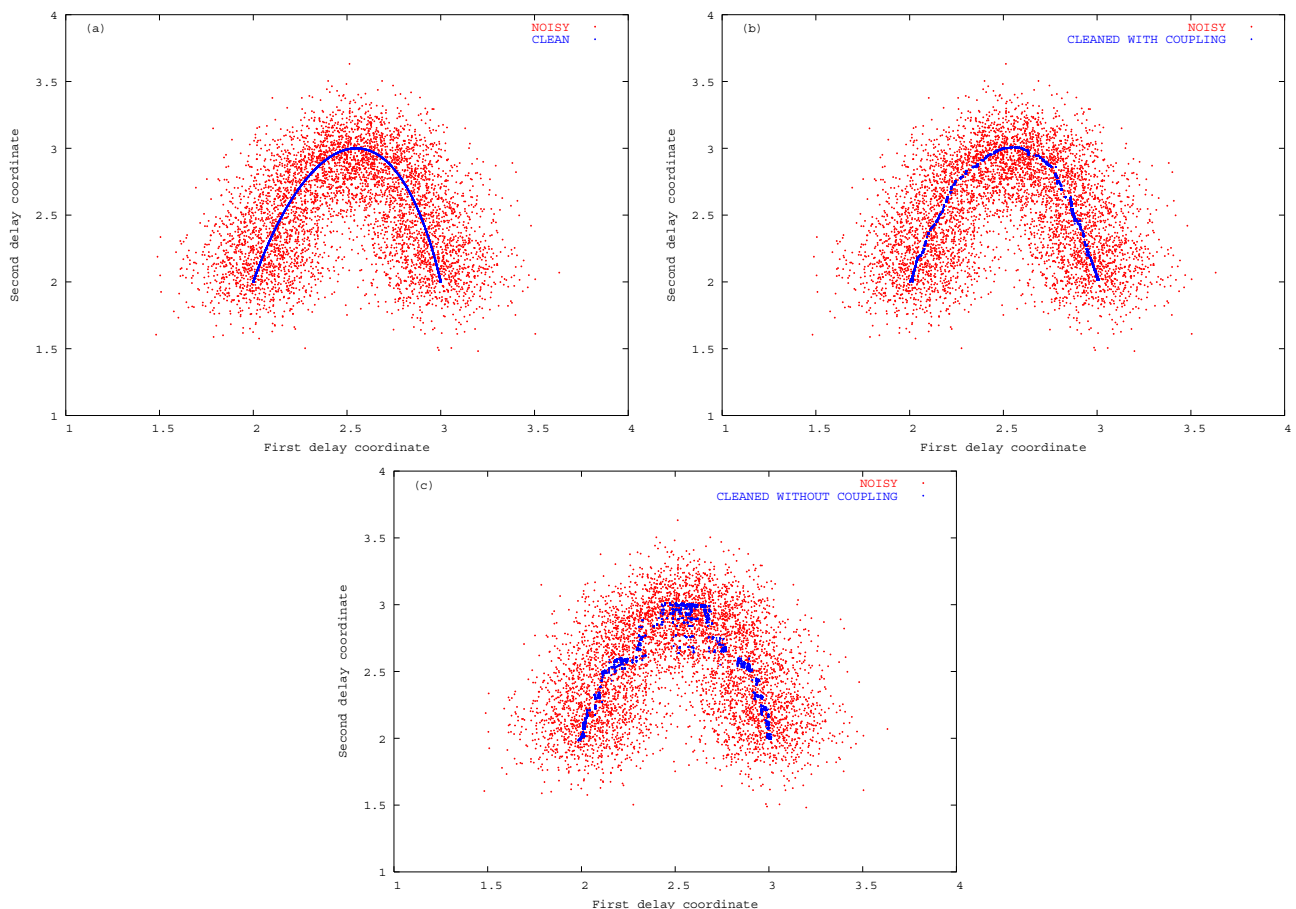 (a)
NOISY
CLEAN
4
3.5
3
2.5
2
1.5
1
1
1.5
2
2.5
3
3.5
4
Second delay coordinate
First delay coordinate
(b)
NOISY
CLEANED WITH COUPLING
4
3.5
3
2.5
2
1.5
1
1
1.5
2
2.5
3
3.5
4
Second delay coordinate
First delay coordinate
(c)
NOISY
CLEANED WITHOUT COUPLING
4
3.5
3
2.5
2
1.5
1
1
1.5
2
2.5
3
3.5
4
Second delay coordinate
First delay coordinate